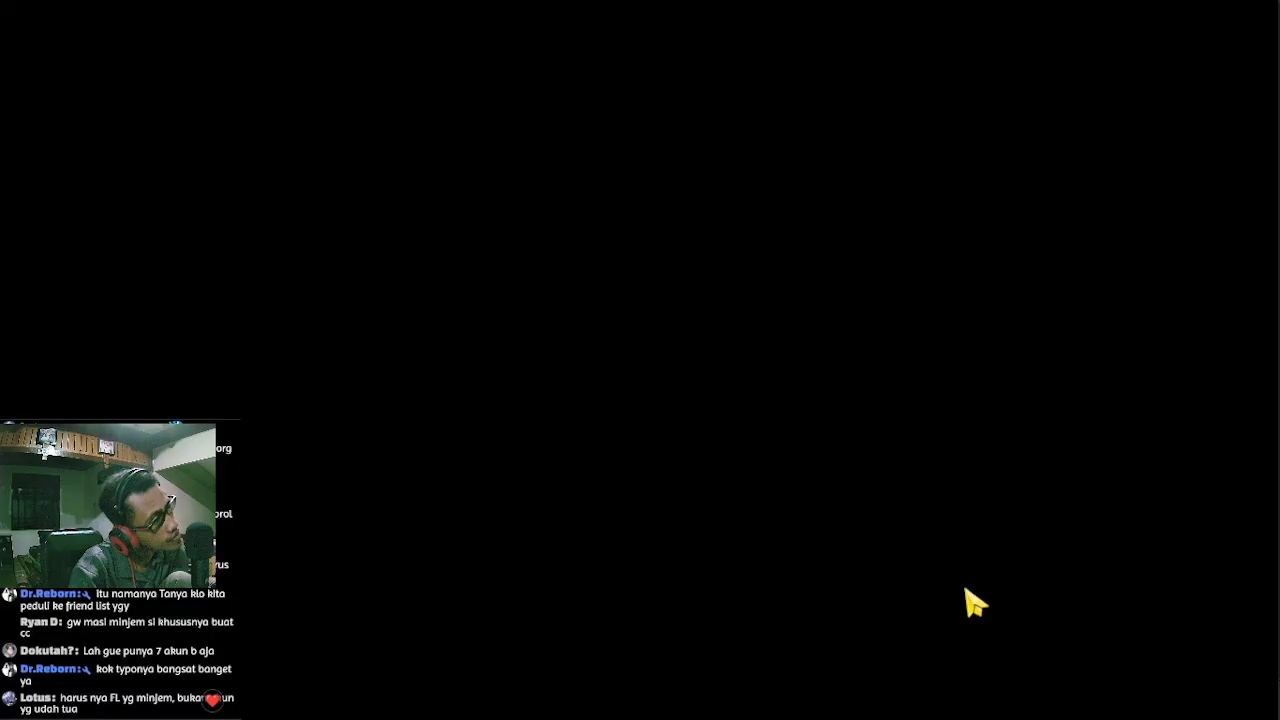 org
orol
Dr.Reborn: Itu namanya Tanya klo kita
peduli ke friend list ygy
Ryan D: gw masi minjem si khususnya buat
cc
Dokutah?: Lah gue punya 7 akun b aja
Dr.Reborn: kok typonya bangsat banget
ya
Lotus: harus nya FL yg minjem,
yg udah tua